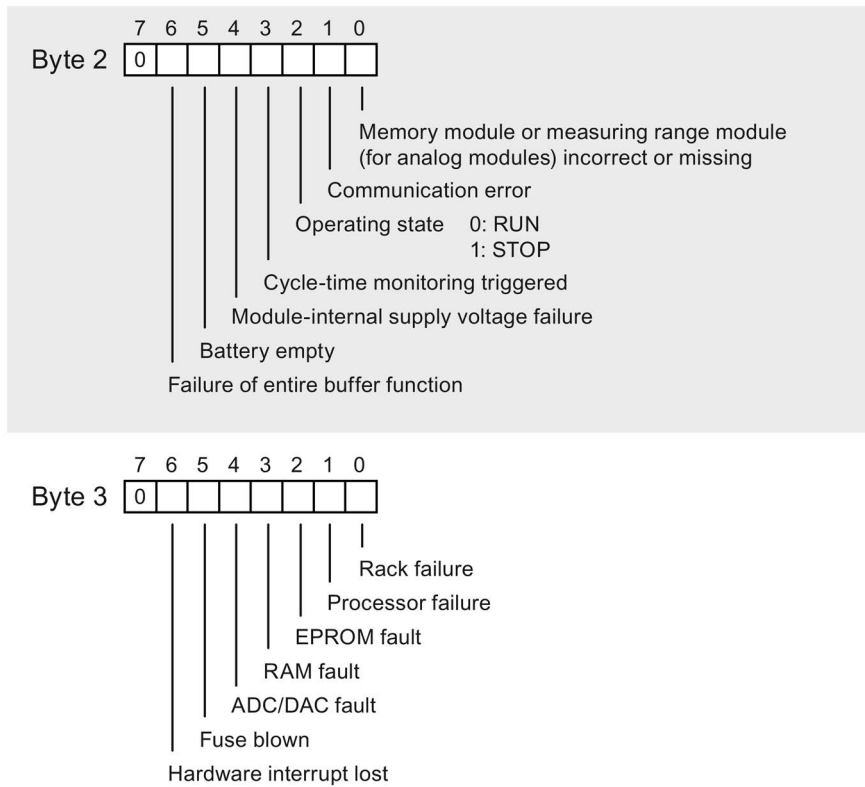 7 6 5 4 3 2 1 0
Byte 2 0
Memory module or measuring range module
(for analog modules) incorrect or missing
Communication error
Operating state 0: RUN
1: STOP
Cycle-time monitoring triggered
Module-internal supply voltage failure
Battery empty
Failure of entire buffer function
7 6 5 4 3 2 1 0
Byte 3 0
Rack failure
Processor failure
EPROM fault
RAM fault
ADC/DAC fault
Fuse blown
Hardware interrupt lost